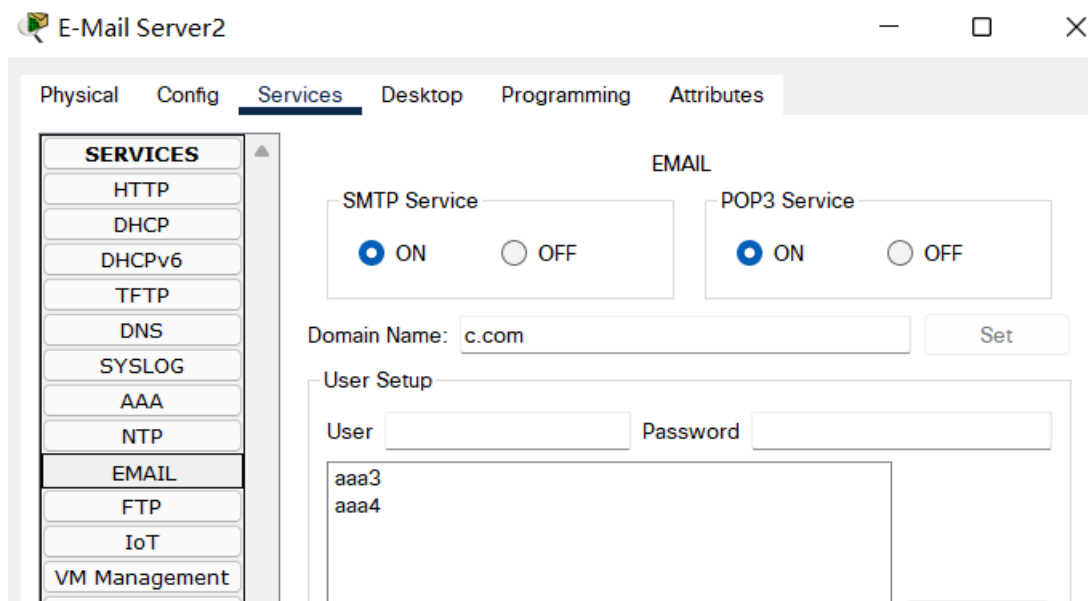 E-Mail Server2
Physical Config Services Desktop Programming Attributes
SERVICES
HTTP
DHCP
DHCPv6
TFTP
DNS
SYSLOG
AAA
NTP
EMAIL
FTP
IoT
VM Management
EMAIL
SMTP Service POP3 Service
ON OFF ON OFF
Domain Name: c.com Set
User Setup
User Password
aaa3
aaa4